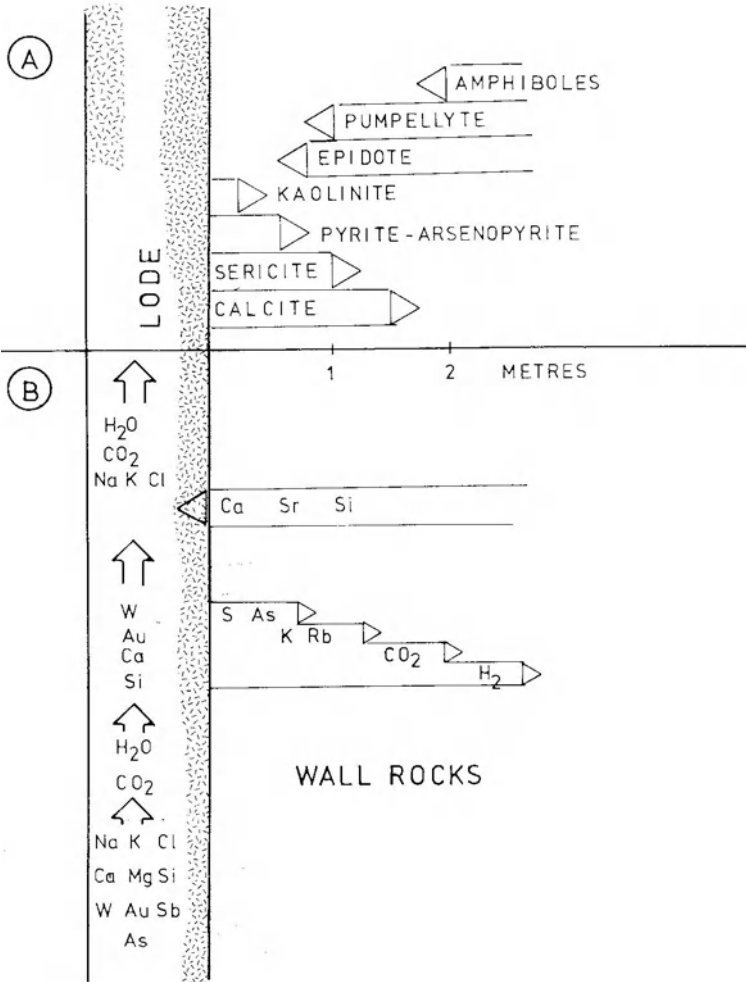 A
AMPHIBOLES
PUMPELLYTE
EPIDOTE
KAOLINITE
PYRITE-ARSENOPYRITE
SERICITE
CALCITE
LODE
1 2 METRES
B
H₂O
CO₂
Na K Cl
Ca Sr Si
W
Au
Ca
Si
S As
K Rb
CO₂
H₂
H₂O
CO₂
WALL ROCKS
Na K Cl
Ca Mg Si
W Au Sb
As